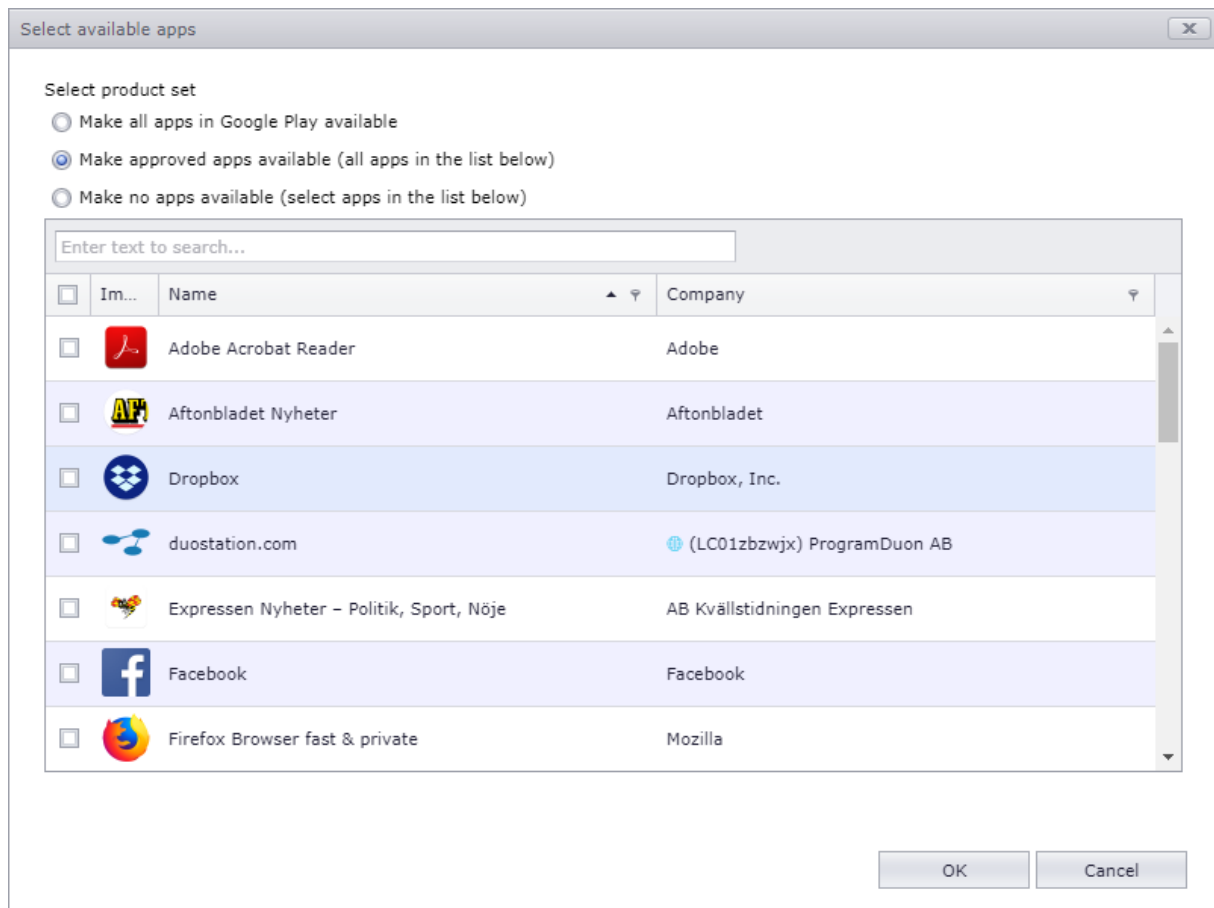 Select available apps
Select product set
Make all apps in Google Play available
Make approved apps available (all apps in the list below)
Make no apps available (select apps in the list below)
Enter text to search...
Im... Name Company
Adobe Acrobat Reader Adobe
AF Aftonbladet Nyheter Aftonbladet
Dropbox Dropbox, Inc.
duostation.com (LC01zbzwjx) ProgramDuon AB
Expressen Nyheter – Politik, Sport, Nöje AB Kvällstidningen Expressen
f Facebook Facebook
Firefox Browser fast & private Mozilla
OK Cancel